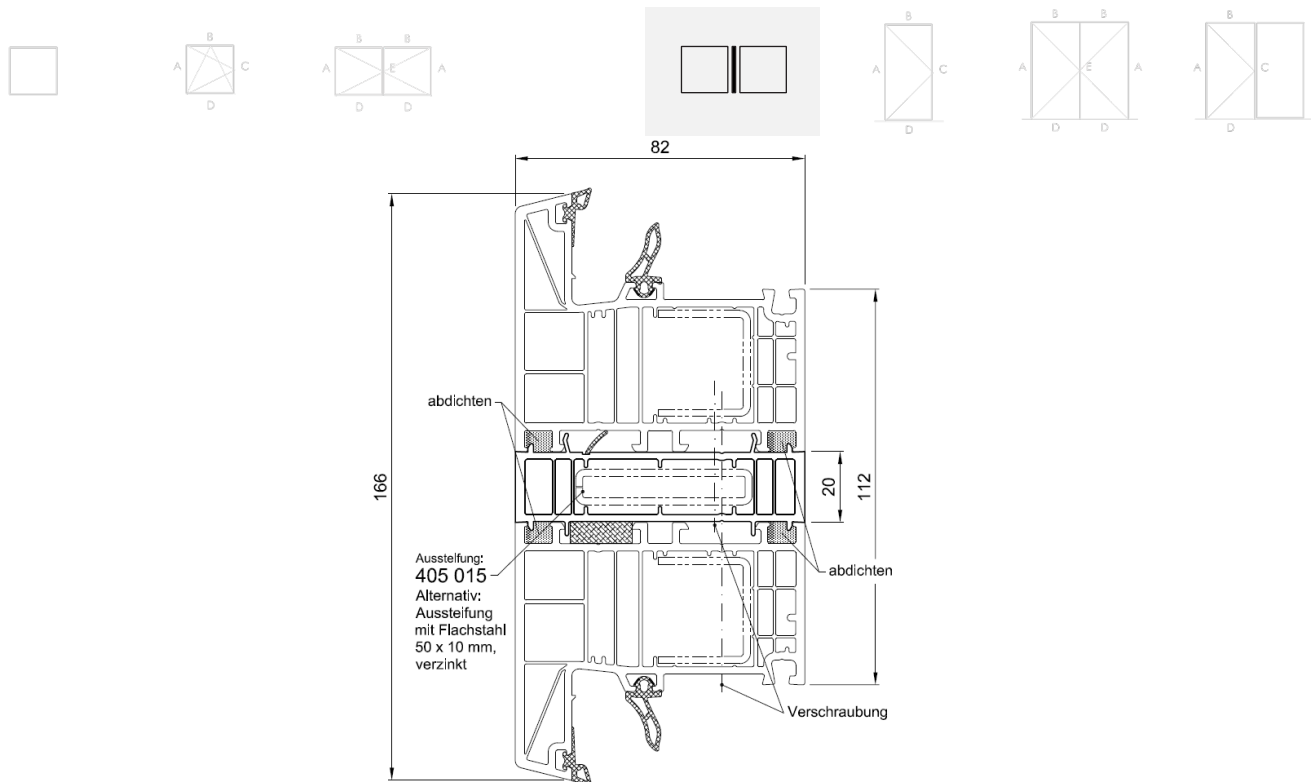 B
A
C
D
B B
A E A
D D
B
A C
D
B B
A E A
D D
B
A C
D
82
166
abdichten
20
112
Aussteifung:
405 015
Alternativ:
Aussteifung
mit Flachstahl
50 x 10 mm,
verzinkt
abdichten
Verschraubung